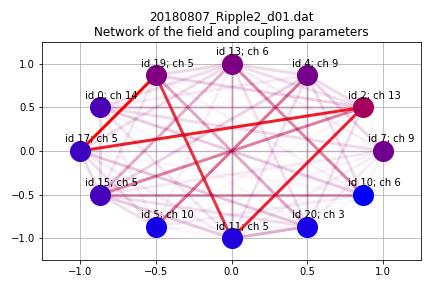 20180807_Ripple2_d01.dat
Network of the field and coupling parameters
id 13; ch 6
id 19; ch 5
id 4; ch 9
id 0; ch 14
id 2; ch 13
id 17; ch 5
id 7; ch 9
id 15; ch 5
id 10; ch 6
id 5; ch 10
id 11; ch 5
id 20; ch 3
1.0
0.5
0.0
−0.5
−1.0
−1.0 −0.5 0.0 0.5 1.0